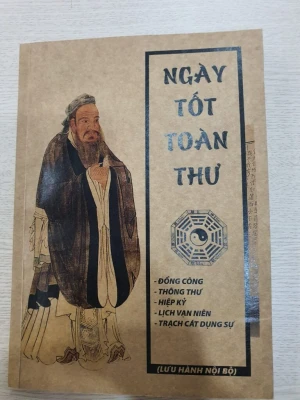 NGÀY
TỐT
TOÀN
THƯ
- ĐỔNG CÔNG
- THÔNG THƯ
- HIỆP KỶ
- LỊCH VẠN NIÊN
- TRẠCH CÁT DỤNG SỰ
(LƯU HÀNH NỘI BỘ)